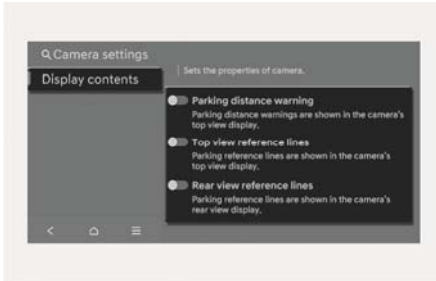 Camera settings
Display contents
Sets the properties of camera.
Parking distance warning
Parking distance warnings are shown in the camera's
top view display.
Top view reference lines
Parking reference lines are shown in the camera's
top view display.
Rear view reference lines
Parking reference lines are shown in the camera's
rear view display.